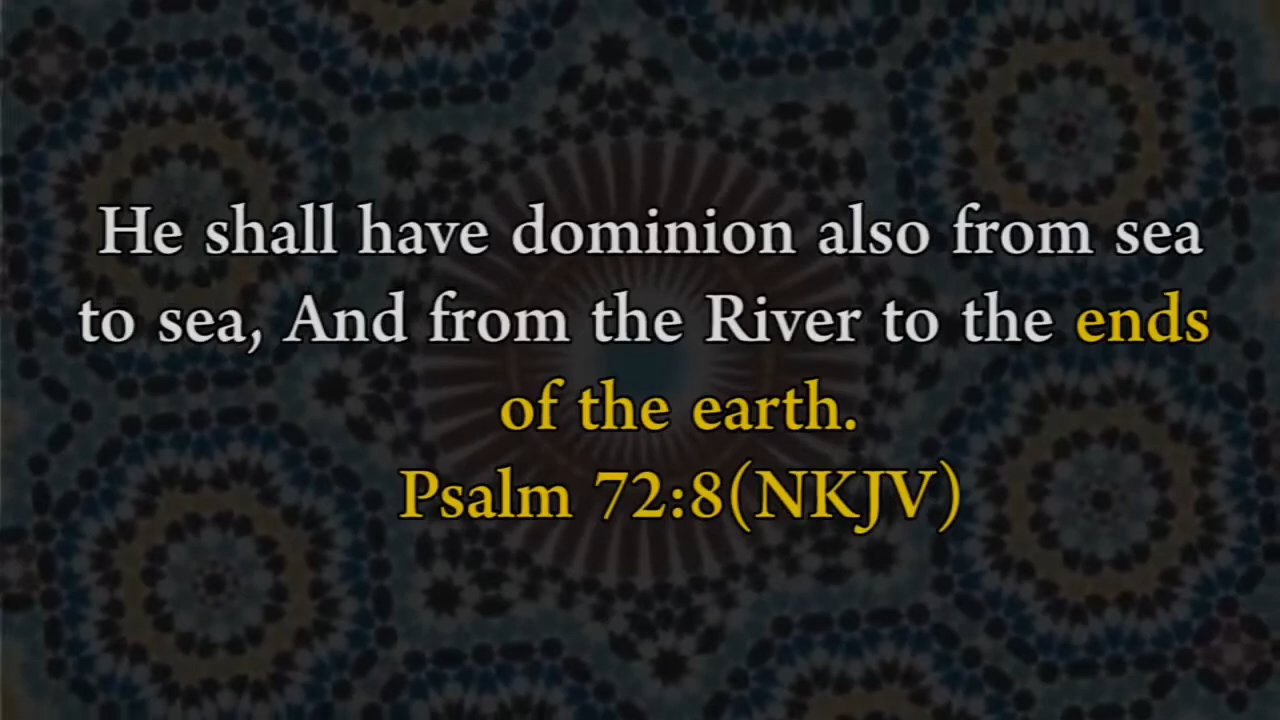 He shall have dominion also from sea
to sea, And from the River to the ends
of the earth.
Psalm 72:8(NKJV)